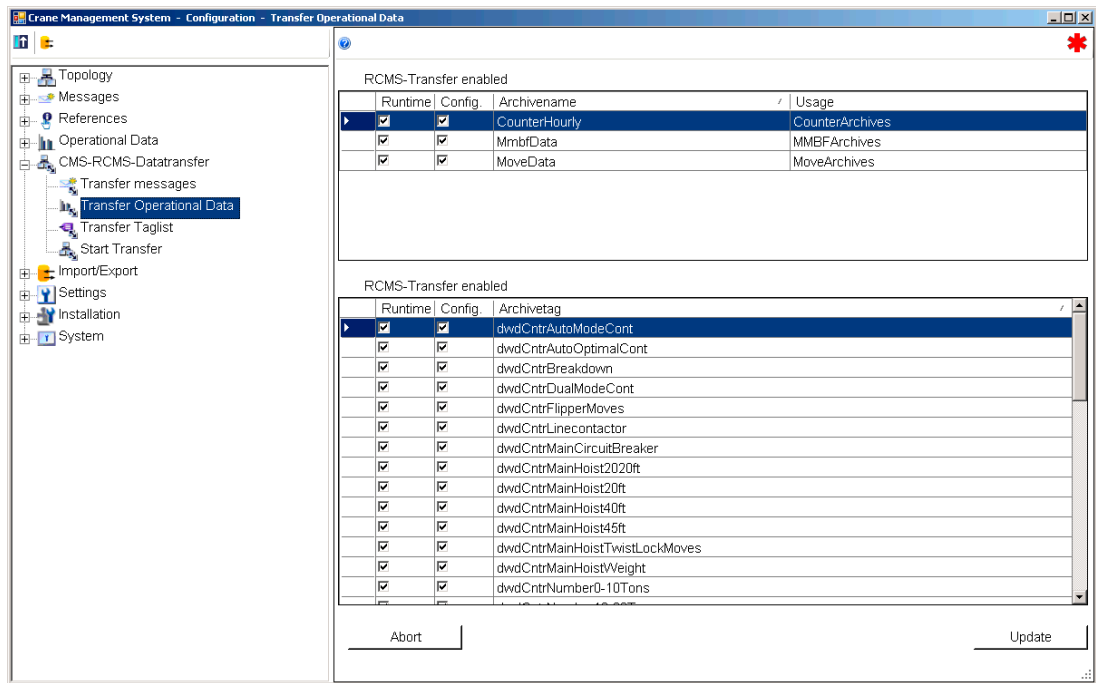 Crane Management System - Configuration - Transfer Operational Data
Topology
Messages
References
Operational Data
CMS-RCMS-Datatransfer
Transfer messages
Transfer Operational Data
Transfer Taglist
Start Transfer
Import/Export
Settings
Installation
System
RCMS-Transfer enabled
Runtime Config. Archivename Usage
CounterHourly CounterArchives
MmbfData MMBFArchives
MoveData MoveArchives
RCMS-Transfer enabled
Runtime Config. Archivetag
dwdCntrAutoModeCont
dwdCntrAutoOptimalCont
dwdCntrBreakdown
dwdCntrDualModeCont
dwdCntrFlipperMoves
dwdCntrLinecontactor
dwdCntrMainCircuitBreaker
dwdCntrMainHoist2020ft
dwdCntrMainHoist20ft
dwdCntrMainHoist40ft
dwdCntrMainHoist45ft
dwdCntrMainHoistTwistLockMoves
dwdCntrMainHoistWeight
dwdCntrNumber0-10Tons
Abort Update